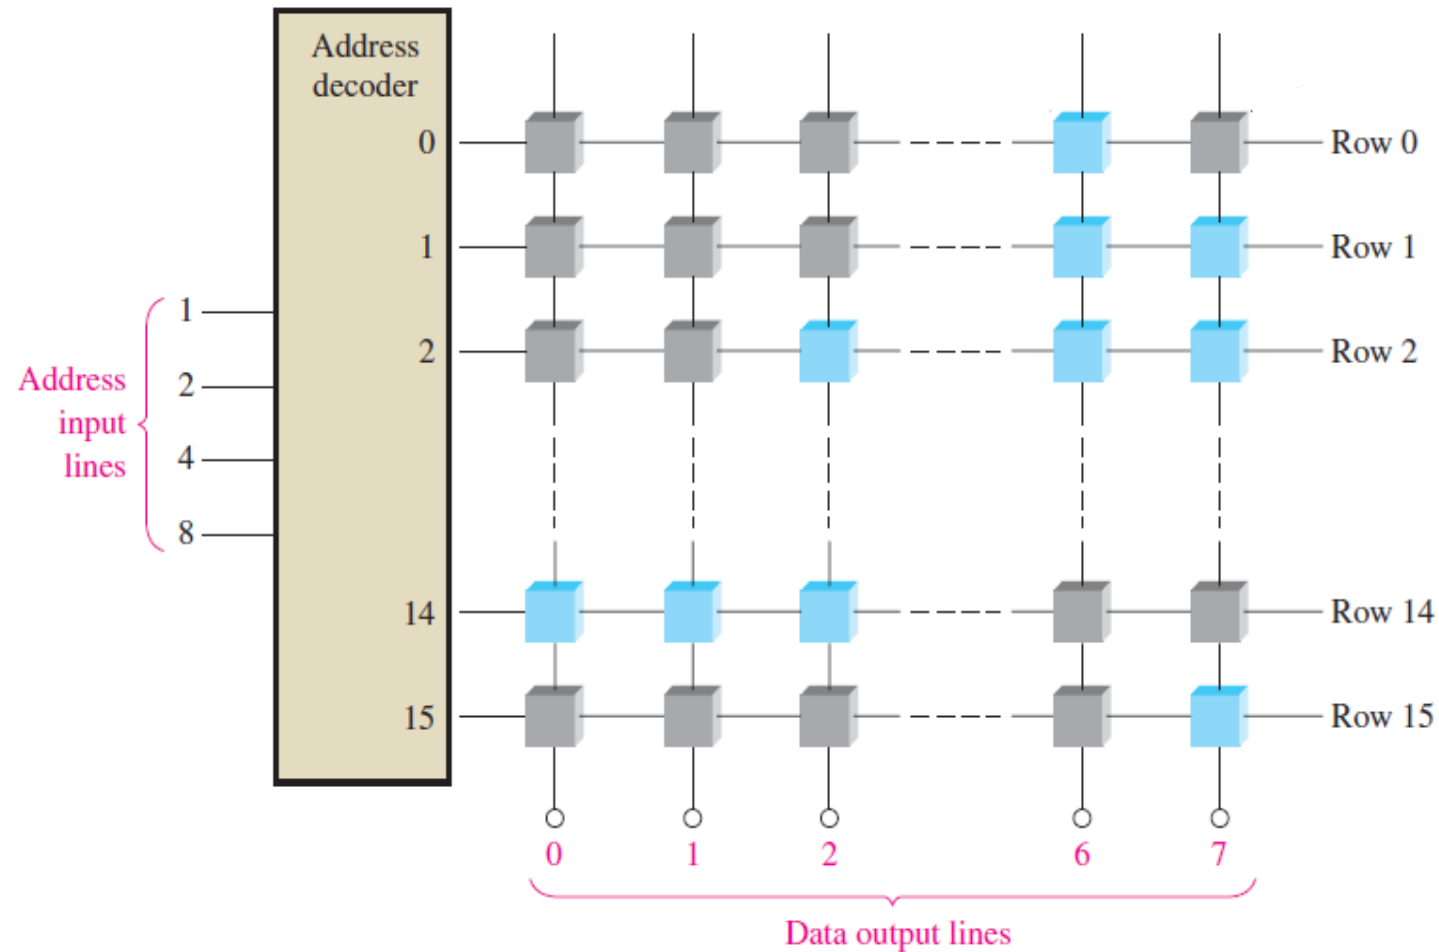 Address
decoder
0
Row 0
1
Row 1
1
2
Row 2
Address
input
lines
2
4
8
14
Row 14
15
Row 15
0 1 2 6 7
Data output lines